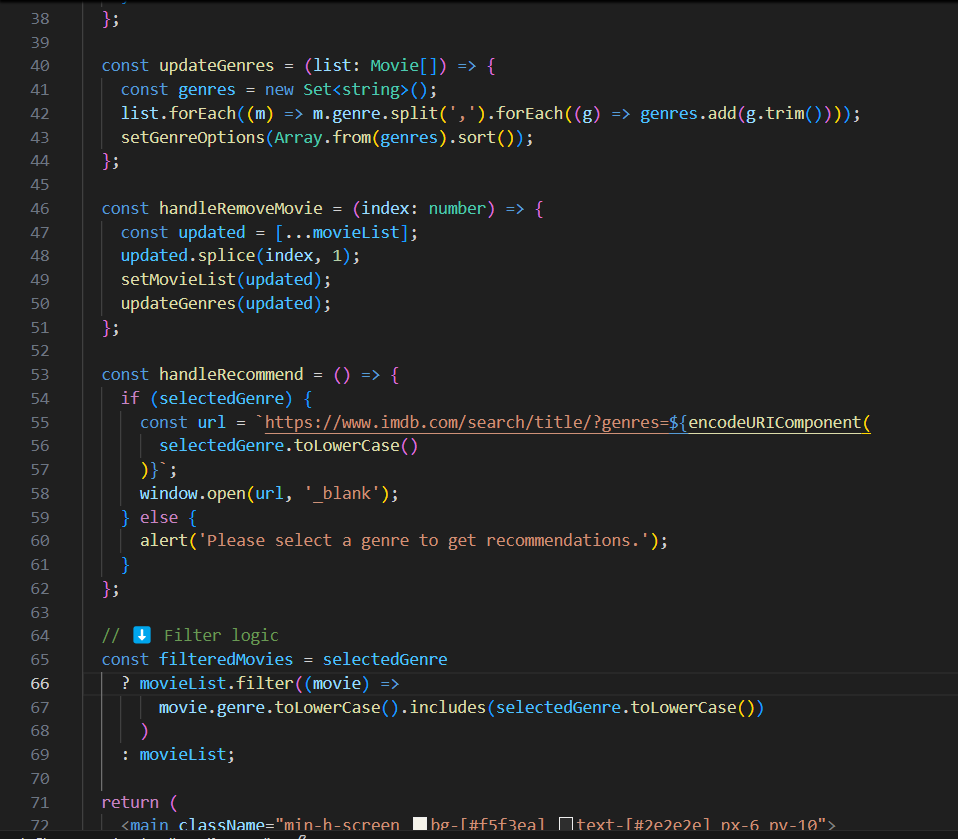 38 };
39
40 const updateGenres = (list: Movie[]) => {
41 const genres = new Set<string>();
42 list.forEach((m) => m.genre.split(',').forEach((g) => genres.add(g.trim())));
43 setGenreOptions(Array.from(genres).sort());
44 };
45
46 const handleRemoveMovie = (index: number) => {
47 const updated = [...movieList];
48 updated.splice(index, 1);
49 setMovieList(updated);
50 updateGenres(updated);
51 };
52
53 const handleRecommend = () => {
54 if (selectedGenre) {
55 const url = `https://www.imdb.com/search/title/?genres=${encodeURIComponent(
56 selectedGenre.toLowerCase()
57 )}`;
58 window.open(url, '_blank');
59 } else {
60 alert('Please select a genre to get recommendations.');
61 }
62 };
63
64 // ⬇️ Filter logic
65 const filteredMovies = selectedGenre
66 ? movieList.filter((movie) =>
67 movie.genre.toLowerCase().includes(selectedGenre.toLowerCase())
68 )
69 : movieList;
70
71 return (
72 <main className="min-h-screen bg-[#f5f3ea] text-[#2e2e2e] px-6 py-10">